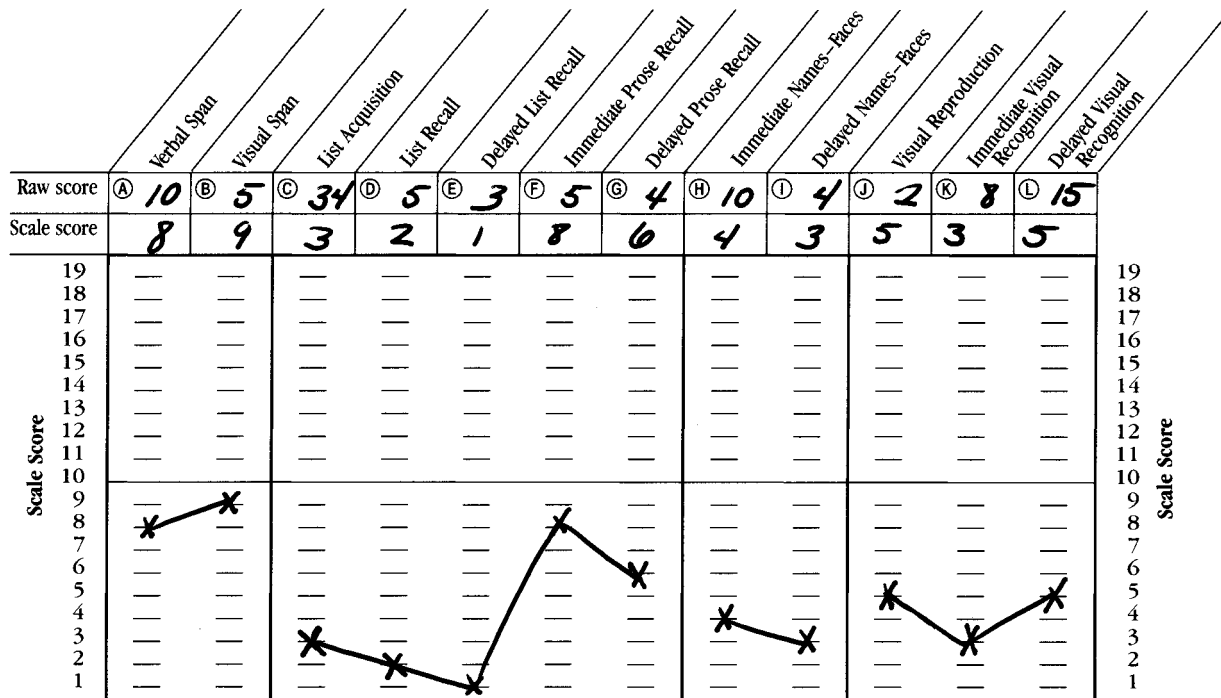 Verbal Span
Visual Span
List Acquisition
List Recall
Delayed List Recall
Immediate Prose Recall
Delayed Prose Recall
Immediate Names–Faces
Delayed Names–Faces
Visual Reproduction
Immediate Visual
Recognition
Delayed Visual
Recognition
Raw score Ⓐ 10 Ⓑ 5 Ⓒ 34 Ⓓ 5 Ⓔ 3 Ⓕ 5 Ⓖ 4 Ⓗ 10 Ⓘ 4 Ⓙ 2 Ⓚ 8 Ⓛ 15
Scale score 8 9 3 2 1 8 6 4 3 5 3 5
Scale Score
19 19
18 18
17 17
16 16
15 15
14 14
13 13
12 12
11 11
10 10
9 9
8 8
7 7
6 6
5 5
4 4
3 3
2 2
1 1
Scale Score